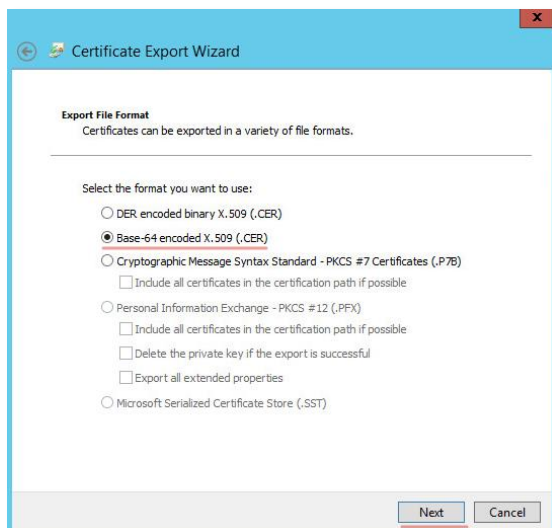 x
Certificate Export Wizard
Export File Format
Certificates can be exported in a variety of file formats.
Select the format you want to use:
DER encoded binary X.509 (.CER)
Base-64 encoded X.509 (.CER)
Cryptographic Message Syntax Standard - PKCS #7 Certificates (.P7B)
Include all certificates in the certification path if possible
Personal Information Exchange - PKCS #12 (.PFX)
Include all certificates in the certification path if possible
Delete the private key if the export is successful
Export all extended properties
Microsoft Serialized Certificate Store (.SST)
Next Cancel